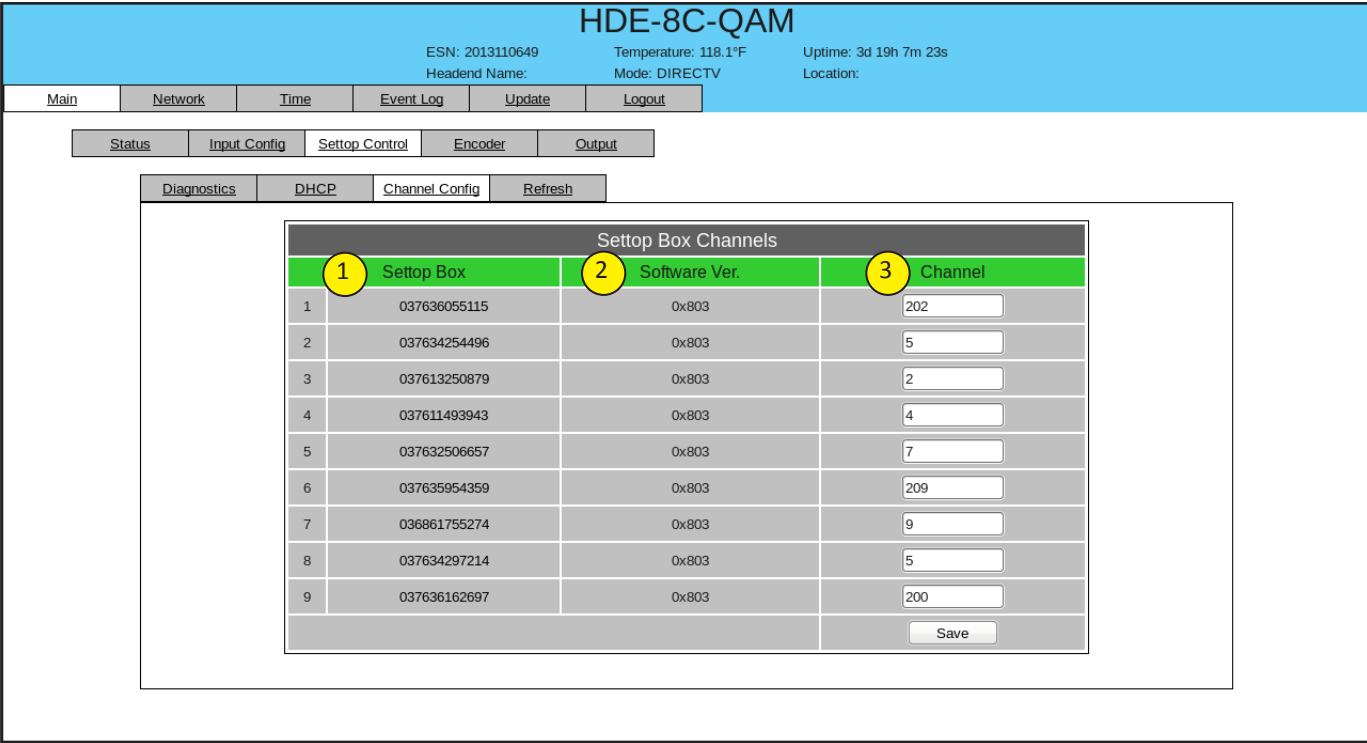 HDE-8C-QAM
ESN: 2013110649 Temperature: 118.1°F Uptime: 3d 19h 7m 23s
Headend Name: Mode: DIRECTV Location:
Main Network Time Event Log Update Logout
Status Input Config Settop Control Encoder Output
Diagnostics DHCP Channel Config Refresh
Settop Box Channels
1 Settop Box 2 Software Ver. 3 Channel
1 037636055115 0x803 202
2 037634254496 0x803 5
3 037613250879 0x803 2
4 037611493943 0x803 4
5 037632506657 0x803 7
6 037635954359 0x803 209
7 036861755274 0x803 9
8 037634297214 0x803 5
9 037636162697 0x803 200
Save